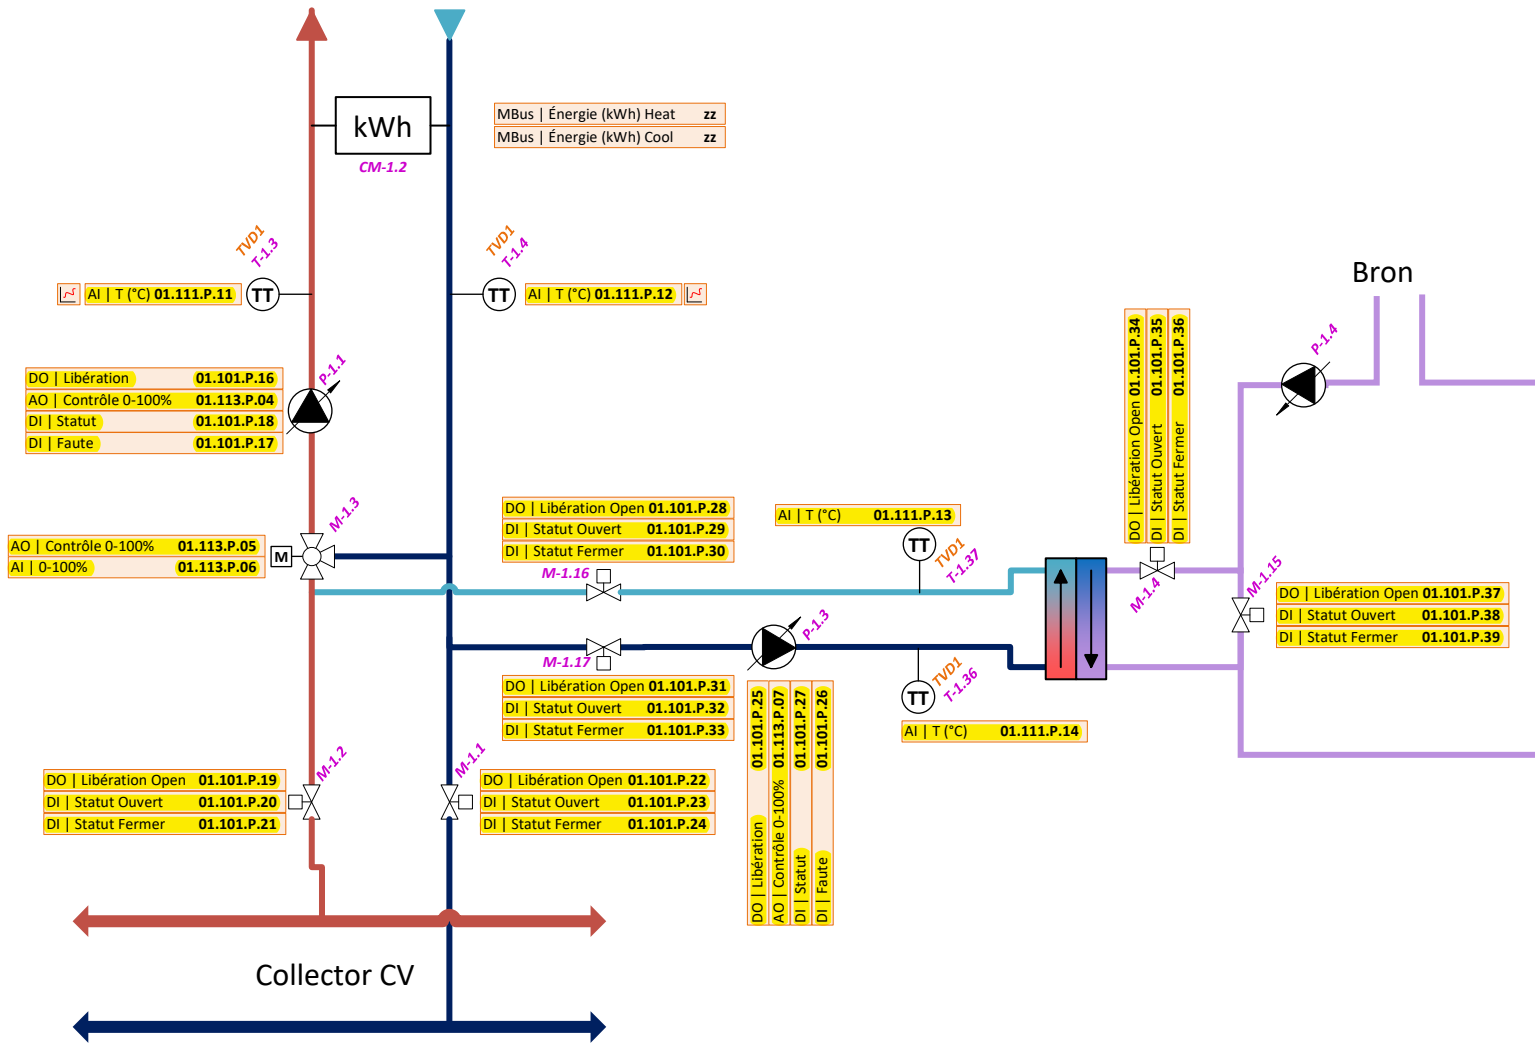 kWh
CM-1.2
MBus | Énergie (kWh) Heat zz
MBus | Énergie (kWh) Cool zz
TVD1
T-1.3
TVD1
T-1.4
AI | T (°C) 01.111.P.11
TT
TT
AI | T (°C) 01.111.P.12
Bron
P-1.1
DO | Libération 01.101.P.16
AO | Contrôle 0-100% 01.113.P.04
DI | Statut 01.101.P.18
DI | Faute 01.101.P.17
DO | Libération Open 01.101.P.34
DI | Statut Ouvert 01.101.P.35
DI | Statut Fermer 01.101.P.36
P-1.4
M-1.3
AO | Contrôle 0-100% 01.113.P.05
AI | 0-100% 01.113.P.06
M
DO | Libération Open 01.101.P.28
DI | Statut Ouvert 01.101.P.29
DI | Statut Fermer 01.101.P.30
M-1.16
AI | T (°C) 01.111.P.13
TT
TVD1
T-1.37
M-1.4
M-1.15
DO | Libération Open 01.101.P.37
DI | Statut Ouvert 01.101.P.38
DI | Statut Fermer 01.101.P.39
M-1.17
P-1.3
DO | Libération Open 01.101.P.31
DI | Statut Ouvert 01.101.P.32
DI | Statut Fermer 01.101.P.33
TT
TVD1
T-1.36
AI | T (°C) 01.111.P.14
DO | Libération 01.101.P.25
AO | Contrôle 0-100% 01.113.P.07
DI | Statut 01.101.P.27
DI | Faute 01.101.P.26
M-1.2
DO | Libération Open 01.101.P.19
DI | Statut Ouvert 01.101.P.20
DI | Statut Fermer 01.101.P.21
M-1.1
DO | Libération Open 01.101.P.22
DI | Statut Ouvert 01.101.P.23
DI | Statut Fermer 01.101.P.24
Collector CV